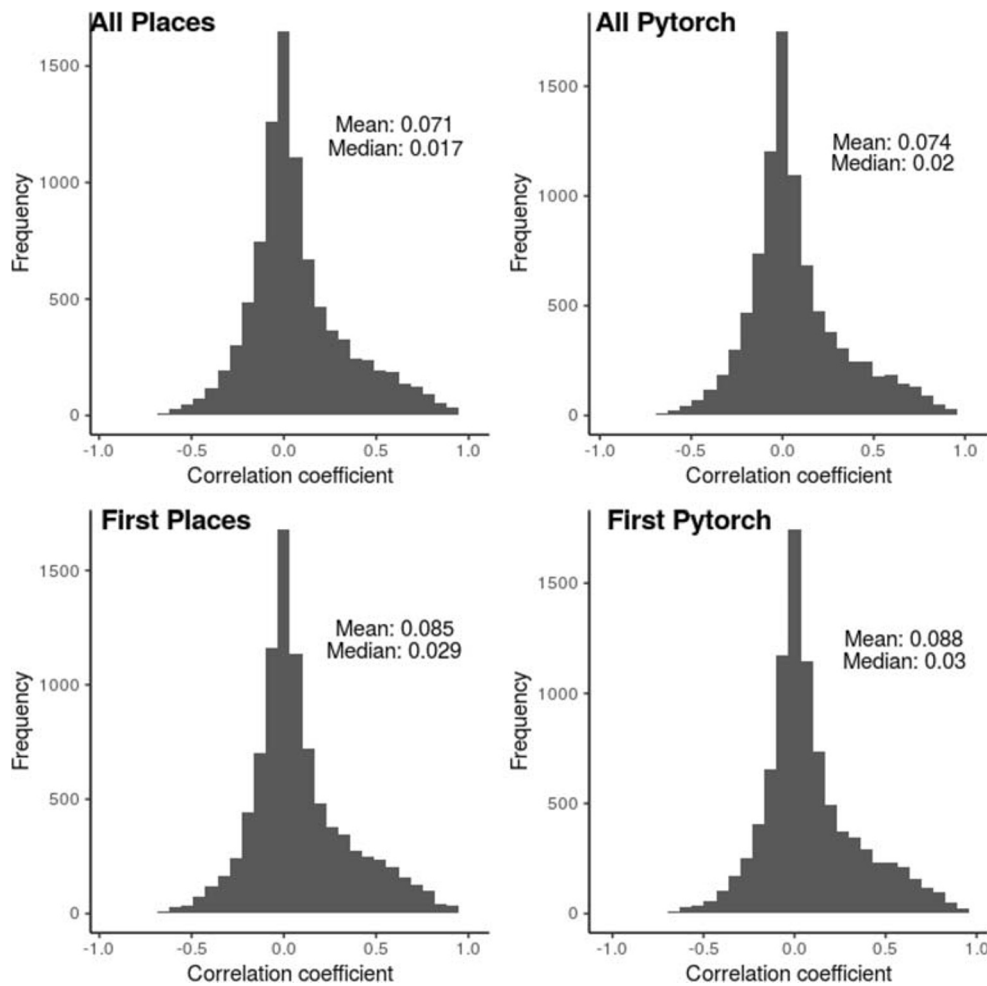 All Places
1500
1000
500
0
Frequency
Mean: 0.071
Median: 0.017
-1.0 -0.5 0.0 0.5 1.0
Correlation coefficient
All Pytorch
1500
1000
500
0
Frequency
Mean: 0.074
Median: 0.02
-1.0 -0.5 0.0 0.5 1.0
Correlation coefficient
First Places
1500
1000
500
0
Frequency
Mean: 0.085
Median: 0.029
-1.0 -0.5 0.0 0.5 1.0
Correlation coefficient
First Pytorch
1500
1000
500
0
Frequency
Mean: 0.088
Median: 0.03
-1.0 -0.5 0.0 0.5 1.0
Correlation coefficient